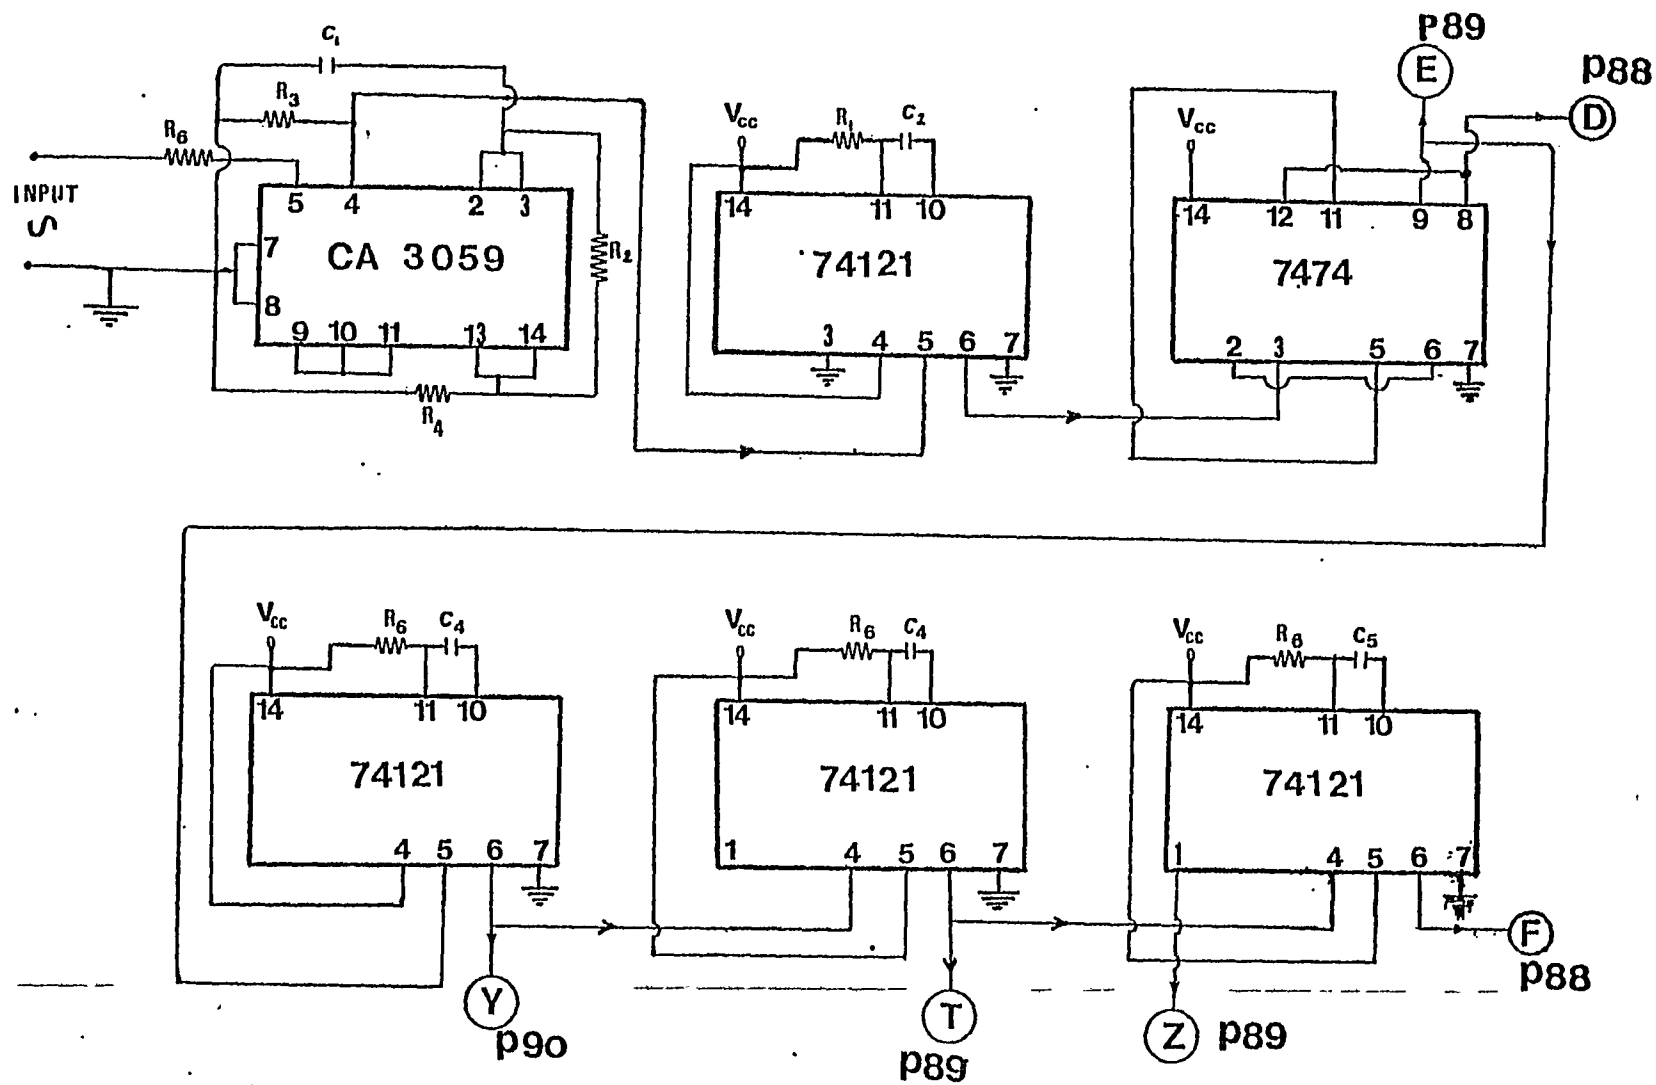 P89
E
p88
D
C₁
R₃
R₆
INPUT
S
5 4 2 3
7
8
CA 3059
9 10 11 13 14
R₂
R₄
Vcc
R₁ C₂
14 11 10
74121
3 4 5 6 7
Vcc
14 12 11 9 8
7474
2 3 5 6 7
Vcc
R₆ C₄
14 11 10
74121
4 5 6 7
Y
p90
Vcc
R₆ C₄
14 11 10
74121
1 4 5 6 7
T
p89
Vcc
R₆ C₅
14 11 10
74121
1 4 5 6 7
F
p88
Z p89